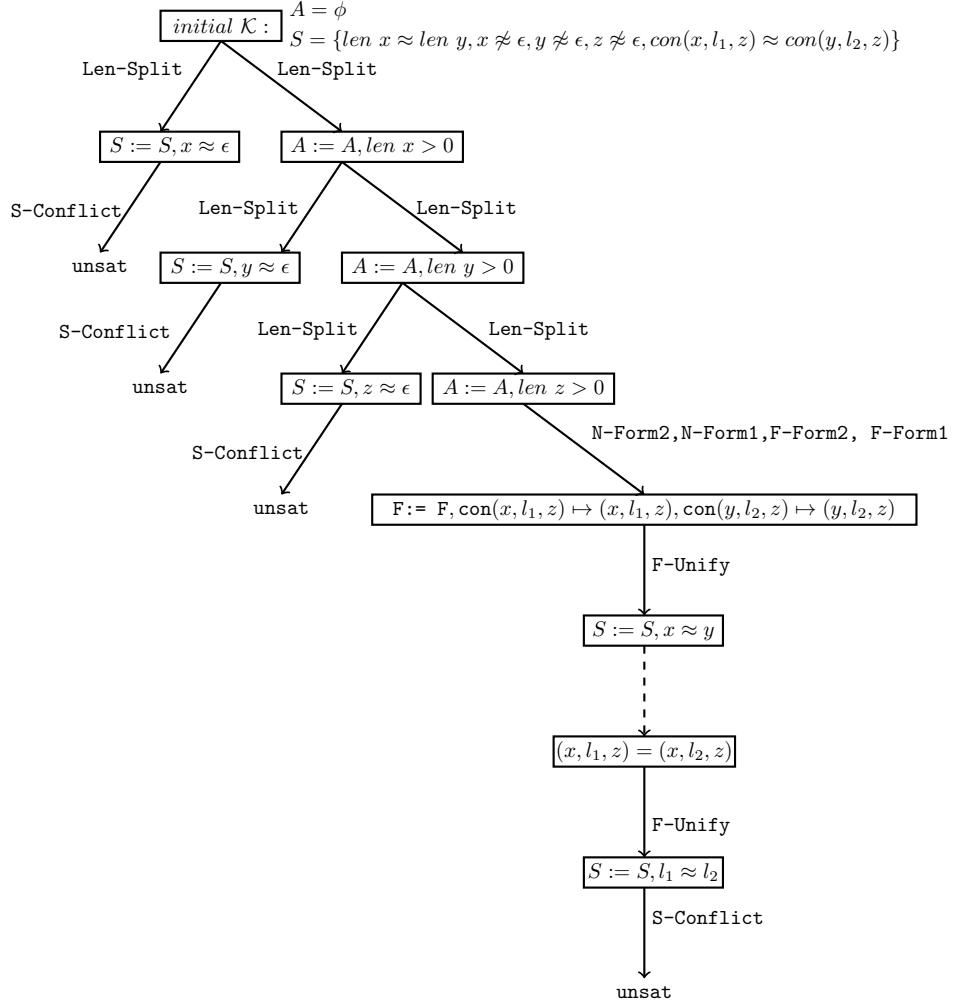 initial 𝒦 :
A = ϕ
S = {len x ≈ len y, x ≉ ϵ, y ≉ ϵ, z ≉ ϵ, con(x, l₁, z) ≈ con(y, l₂, z)}
Len-Split Len-Split
S := S, x ≈ ϵ A := A, len x > 0
S-Conflict Len-Split Len-Split
unsat S := S, y ≈ ϵ A := A, len y > 0
S-Conflict Len-Split Len-Split
unsat S := S, z ≈ ϵ A := A, len z > 0
S-Conflict N-Form2,N-Form1,F-Form2, F-Form1
unsat F:= F, con(x, l₁, z) ↦ (x, l₁, z), con(y, l₂, z) ↦ (y, l₂, z)
F-Unify
S := S, x ≈ y
(x, l₁, z) = (x, l₂, z)
F-Unify
S := S, l₁ ≈ l₂
S-Conflict
unsat